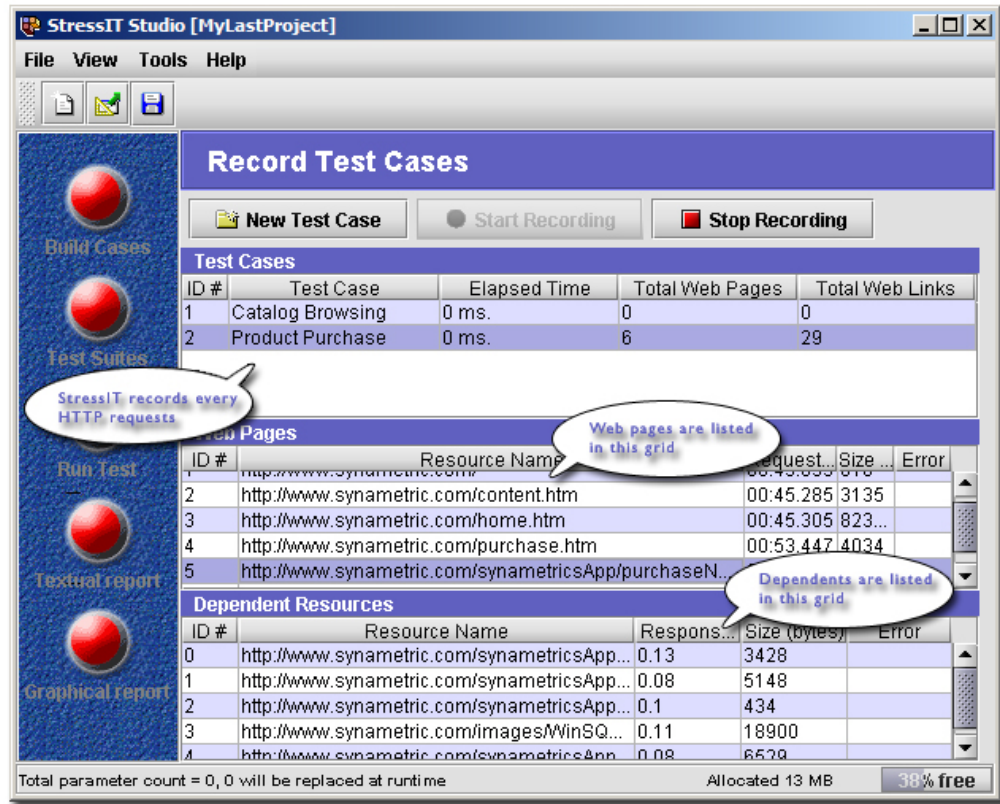 StressIT Studio [MyLastProject]
File View Tools Help
Record Test Cases
New Test Case Start Recording Stop Recording
Build Cases
Test Suites
Run Test
Textual report
Graphical report
Test Cases
ID # Test Case Elapsed Time Total Web Pages Total Web Links
1 Catalog Browsing 0 ms. 0 0
2 Product Purchase 0 ms. 6 29
StressIT records every
HTTP requests
Web Pages
Web pages are listed
in this grid
ID # Resource Name Request... Size ... Error
2 http://www.synametric.com/content.htm 00:45.285 3135
3 http://www.synametric.com/home.htm 00:45.305 823...
4 http://www.synametric.com/purchase.htm 00:53.447 4034
5 http://www.synametric.com/synametricsApp/purchaseN...
Dependents are listed
in this grid
Dependent Resources
ID # Resource Name Respons... Size (bytes) Error
0 http://www.synametric.com/synametricsApp... 0.13 3428
1 http://www.synametric.com/synametricsApp... 0.08 5148
2 http://www.synametric.com/synametricsApp... 0.1 434
3 http://www.synametric.com/images/WinSQ... 0.11 18900
4 http://www.synametric.com/synametricsApp... 0.08 6529
Total parameter count = 0, 0 will be replaced at runtime Allocated 13 MB 38% free